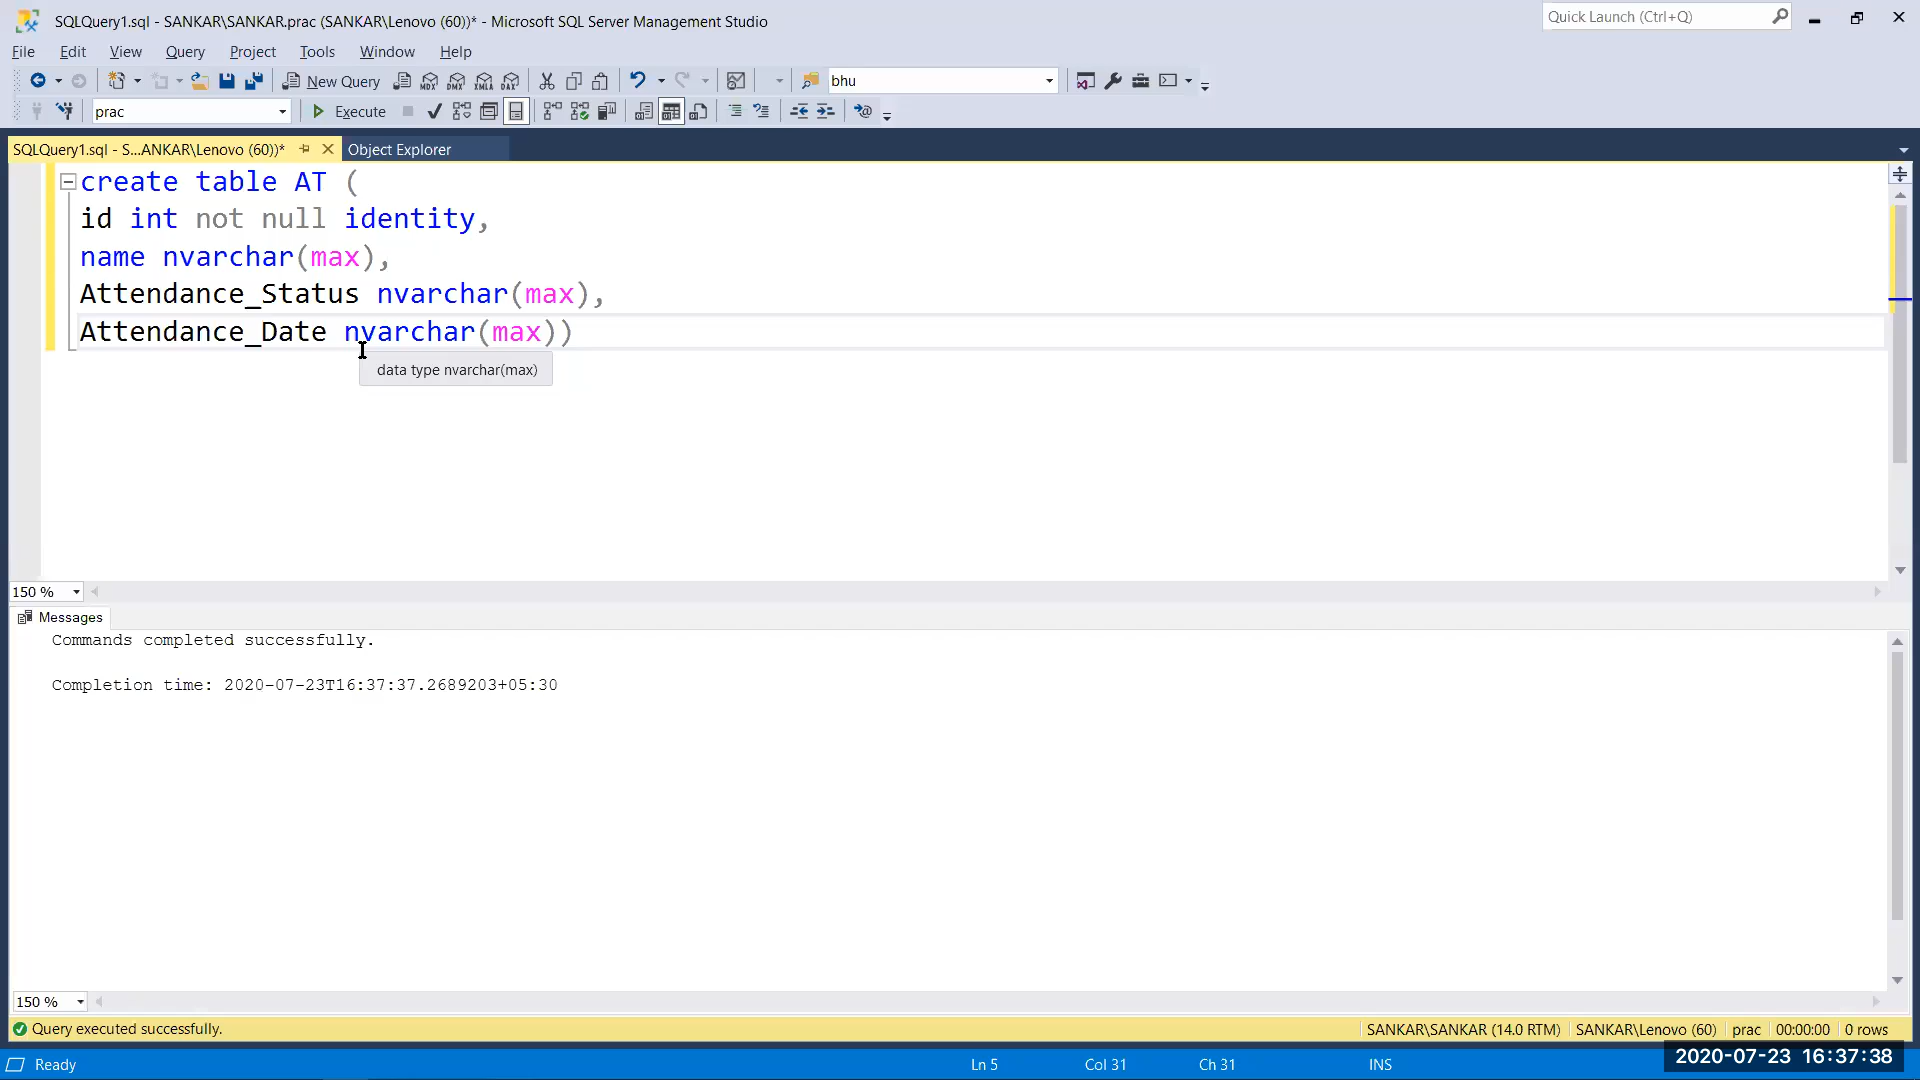 SQLQuery1.sql - SANKAR\SANKAR.prac (SANKAR\Lenovo (60))* - Microsoft SQL Server Management Studio
Quick Launch (Ctrl+Q)
File Edit View Query Project Tools Window Help
New Query
MDX DMX XMLA DAX
bhu
prac
Execute
SQLQuery1.sql - S...ANKAR\Lenovo (60))*
Object Explorer
create table AT (
id int not null identity,
name nvarchar(max),
Attendance_Status nvarchar(max),
Attendance_Date nvarchar(max))
data type nvarchar(max)
150 %
Messages
Commands completed successfully.
Completion time: 2020-07-23T16:37:37.2689203+05:30
150 %
Query executed successfully.
SANKAR\SANKAR (14.0 RTM) SANKAR\Lenovo (60) prac 00:00:00 0 rows
Ready
Ln 5 Col 31 Ch 31 INS
2020-07-23 16:37:38